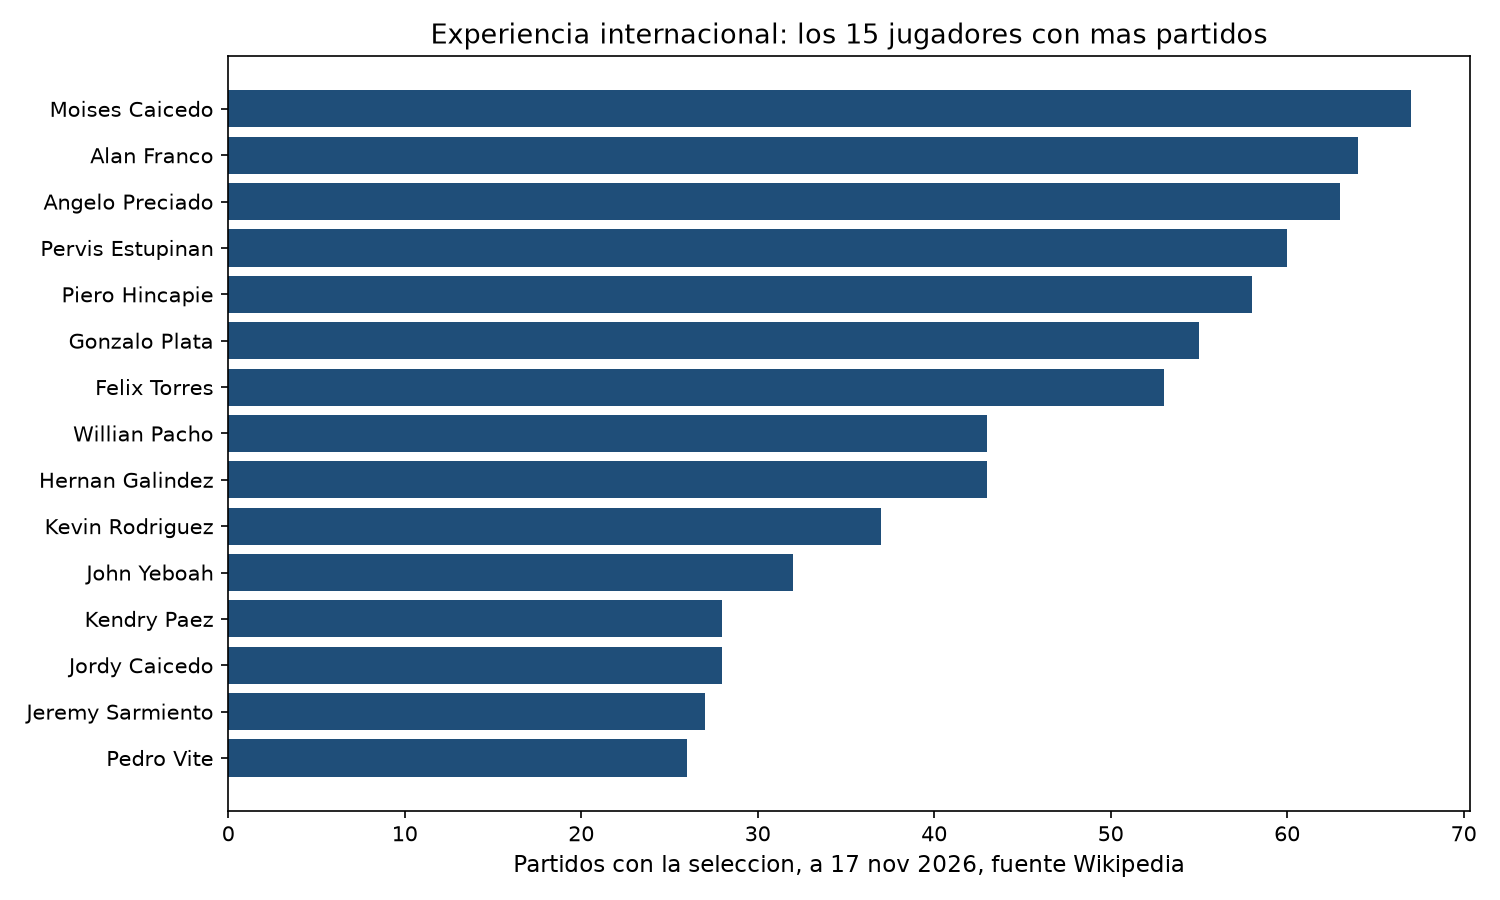 Experiencia internacional: los 15 jugadores con mas partidos
Moises Caicedo
Alan Franco
Angelo Preciado
Pervis Estupinan
Piero Hincapie
Gonzalo Plata
Felix Torres
Willian Pacho
Hernan Galindez
Kevin Rodriguez
John Yeboah
Kendry Paez
Jordy Caicedo
Jeremy Sarmiento
Pedro Vite
0 10 20 30 40 50 60 70
Partidos con la seleccion, a 17 nov 2026, fuente Wikipedia